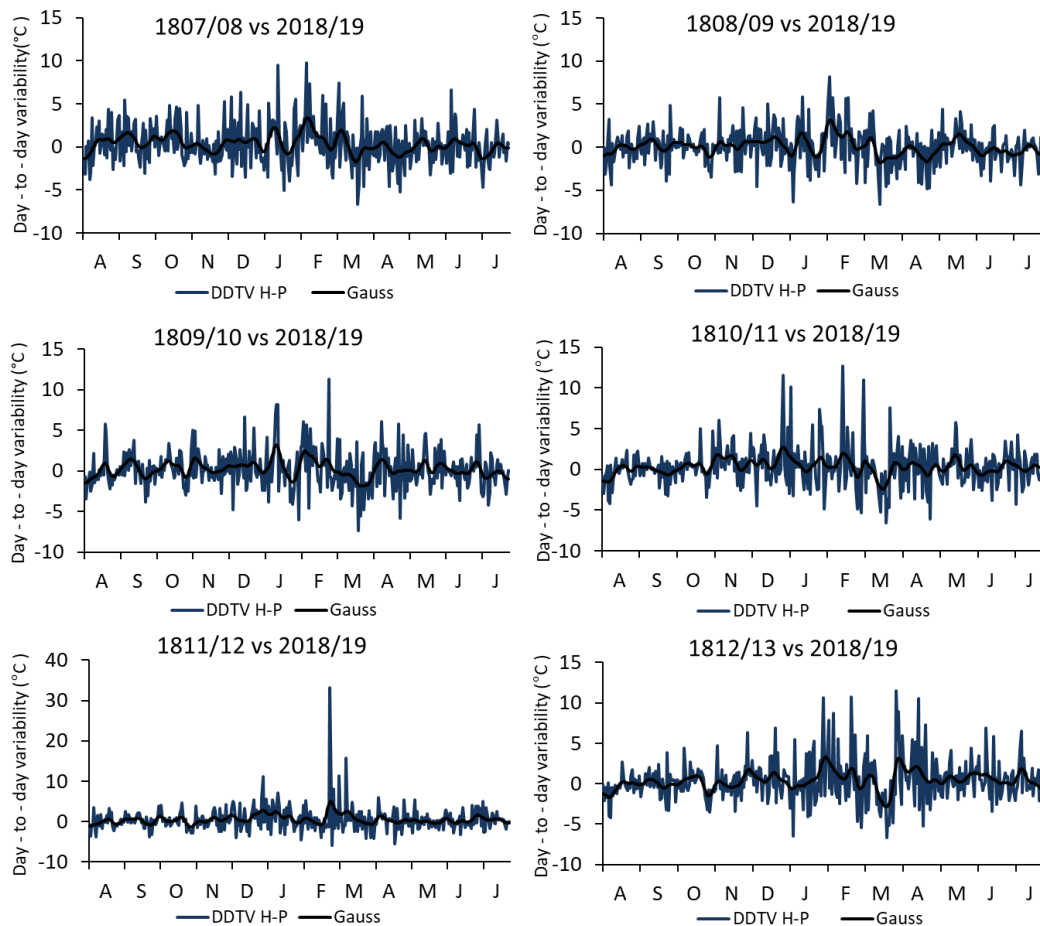 1807/08 vs 2018/19
Day - to - day variability(°C)
15
10
5
0
-5
-10
A S O N D J F M A M J J
DDTV H-P Gauss
1808/09 vs 2018/19
Day - to - day variability (°C )
15
10
5
0
-5
-10
A S O N D J F M A M J J
DDTV H-P Gauss
1809/10 vs 2018/19
Day - to - day variability (°C )
15
10
5
0
-5
-10
A S O N D J F M A M J J
DDTV H-P Gauss
1810/11 vs 2018/19
Day - to - day variability (°C )
15
10
5
0
-5
-10
A S O N D J F M A M J J
DDTV H-P Gauss
1811/12 vs 2018/19
Day - to - day variability (°C )
40
30
20
10
0
-10
A S O N D J F M A M J J
DDTV H-P Gauss
1812/13 vs 2018/19
Day - to - day variability (°C )
15
10
5
0
-5
-10
A S O N D J F M A M J J
DDTV H-P Gauss